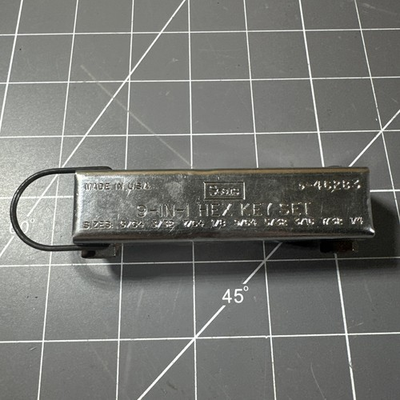 MADE IN U.S.A. Sears 9-46283
9-IN-1 HEX KEY SET
SIZES: 5/64 3/32 7/64 1/8 9/64 5/32 3/16 7/32 1/4
45°